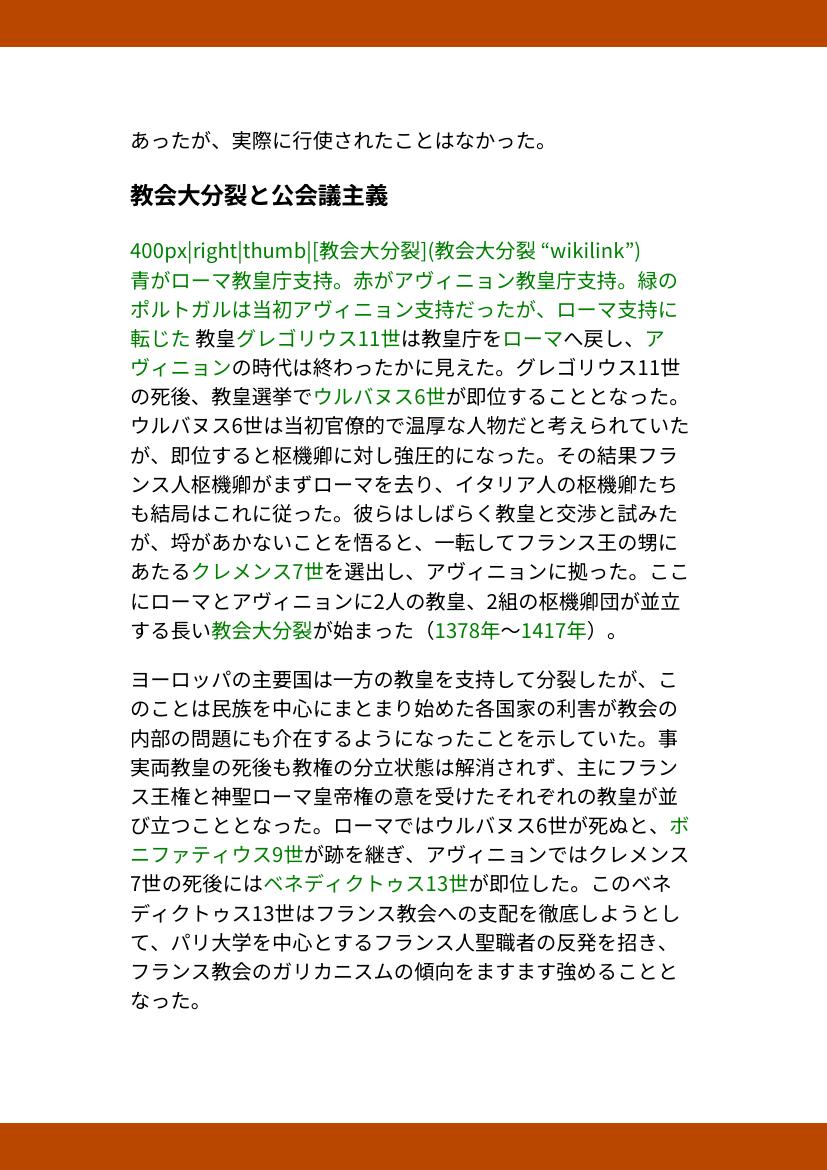 あったが、実際に行使されたことはなかった。
教会大分裂と公会議主義
400px|right|thumb|[教会大分裂](教会大分裂 “wikilink”)
青がローマ教皇庁支持。赤がアヴィニョン教皇庁支持。緑の
ポルトガルは当初アヴィニョン支持だったが、ローマ支持に
転じた 教皇グレゴリウス11世は教皇庁をローマへ戻し、ア
ヴィニョンの時代は終わったかに見えた。グレゴリウス11世
の死後、教皇選挙でウルバヌス6世が即位することとなった。
ウルバヌス6世は当初官僚的で温厚な人物だと考えられていた
が、即位すると枢機卿に対し強圧的になった。その結果フラ
ンス人枢機卿がまずローマを去り、イタリア人の枢機卿たち
も結局はこれに従った。彼らはしばらく教皇と交渉と試みた
が、埒があかないことを悟ると、一転してフランス王の甥に
あたるクレメンス7世を選出し、アヴィニョンに拠った。ここ
にローマとアヴィニョンに2人の教皇、2組の枢機卿団が並立
する長い教会大分裂が始まった（1378年〜1417年）。
ヨーロッパの主要国は一方の教皇を支持して分裂したが、こ
のことは民族を中心にまとまり始めた各国家の利害が教会の
内部の問題にも介在するようになったことを示していた。事
実両教皇の死後も教権の分立状態は解消されず、主にフラン
ス王権と神聖ローマ皇帝権の意を受けたそれぞれの教皇が並
び立つこととなった。ローマではウルバヌス6世が死ぬと、ボ
ニファティウス9世が跡を継ぎ、アヴィニョンではクレメンス
7世の死後にはベネディクトゥス13世が即位した。このベネ
ディクトゥス13世はフランス教会への支配を徹底しようとし
て、パリ大学を中心とするフランス人聖職者の反発を招き、
フランス教会のガリカニスムの傾向をますます強めることと
なった。